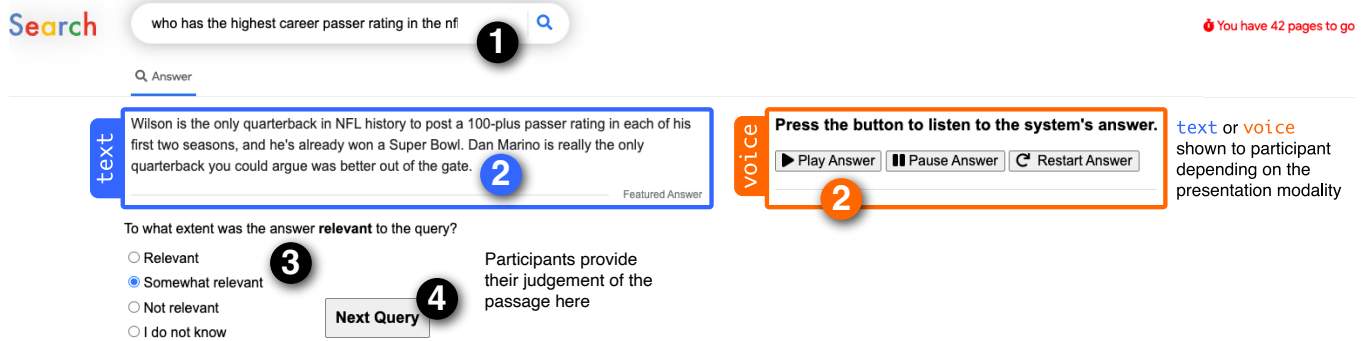 Search
who has the highest career passer rating in the nfl
1
You have 42 pages to go
Answer
text
Wilson is the only quarterback in NFL history to post a 100-plus passer rating in each of his
first two seasons, and he's already won a Super Bowl. Dan Marino is really the only
quarterback you could argue was better out of the gate.
2
Featured Answer
voice
Press the button to listen to the system's answer.
Play Answer
Pause Answer
Restart Answer
2
text or voice
shown to participant
depending on the
presentation modality
To what extent was the answer relevant to the query?
Relevant
Somewhat relevant
Not relevant
I do not know
3
Next Query
4
Participants provide
their judgement of the
passage here